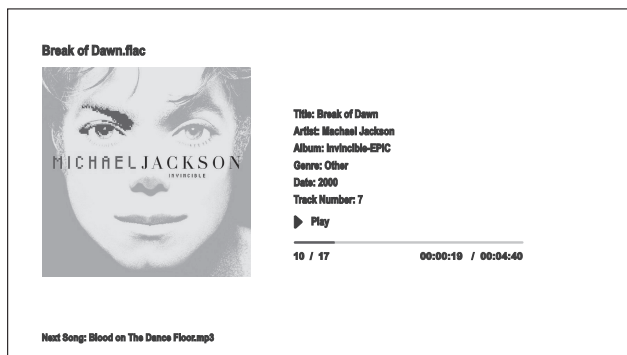 Break of Dawn.flac
MICHAEL JACKSON
INVINCIBLE
Title: Break of Dawn
Artist: Machael Jackson
Album: Invincible-EPIC
Genre: Other
Date: 2000
Track Number: 7
Play
10 / 17 00:00:19 / 00:04:40
Next Song: Blood on The Dance Floor.mp3